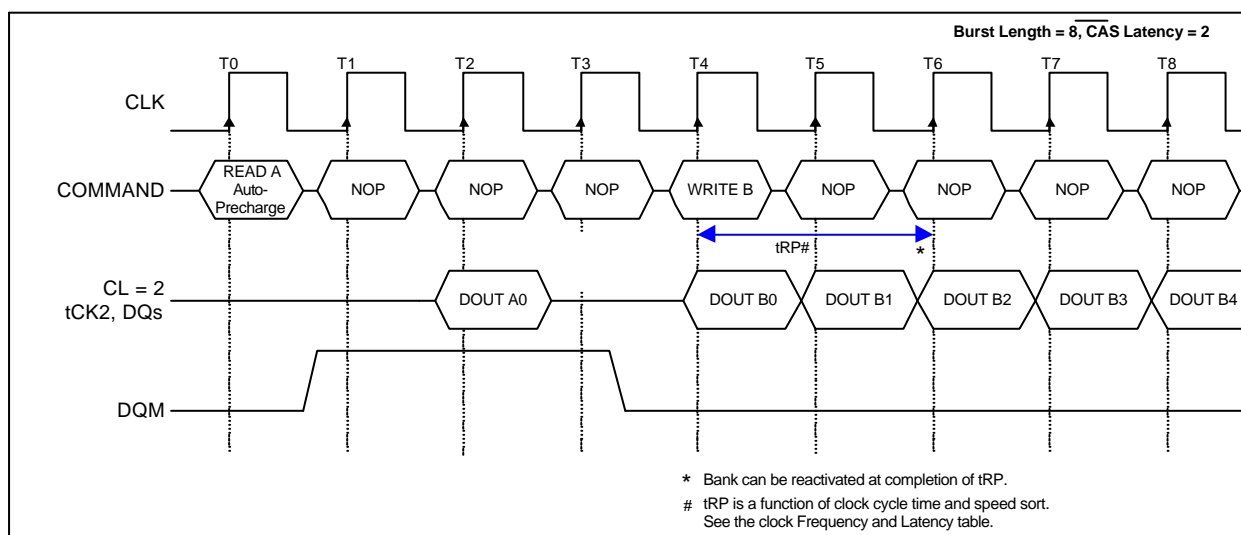 Burst Length = 8, CAS Latency = 2
T0 T1 T2 T3 T4 T5 T6 T7 T8
CLK
COMMAND
READ A
Auto-
Precharge
NOP NOP NOP WRITE B NOP NOP NOP NOP
tRP# *
CL = 2
tCK2, DQs
DOUT A0 DOUT B0 DOUT B1 DOUT B2 DOUT B3 DOUT B4
DQM
* Bank can be reactivated at completion of tRP.
# tRP is a function of clock cycle time and speed sort.
See the clock Frequency and Latency table.